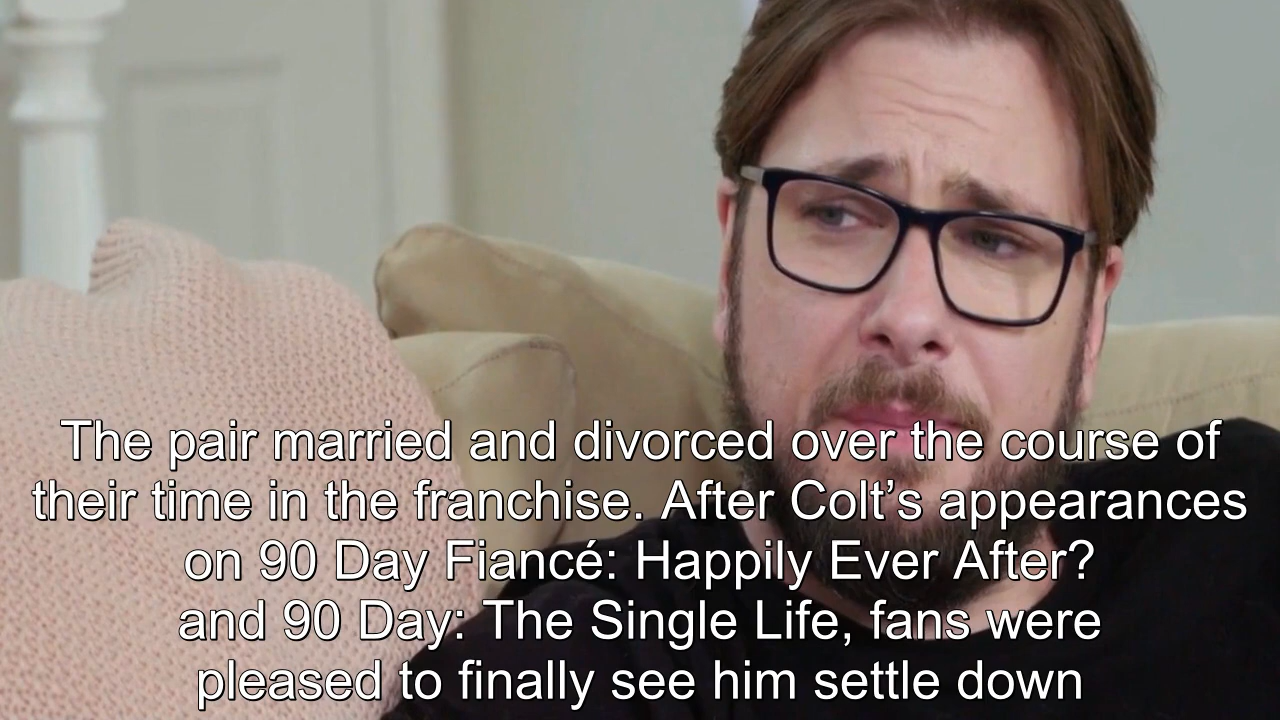 The pair married and divorced over the course of
their time in the franchise. After Colt’s appearances
on 90 Day Fiancé: Happily Ever After?
and 90 Day: The Single Life, fans were
pleased to finally see him settle down